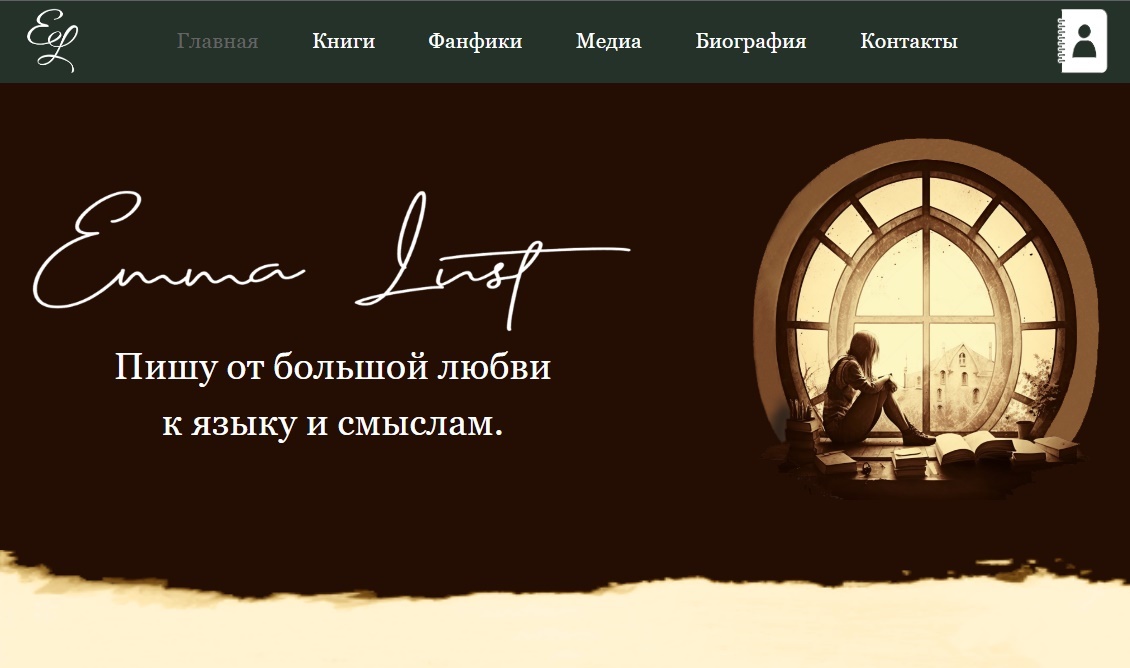 EL
Главная Книги Фанфики Медиа Биография Контакты
Emma Lust
Пишу от большой любви
к языку и смыслам.